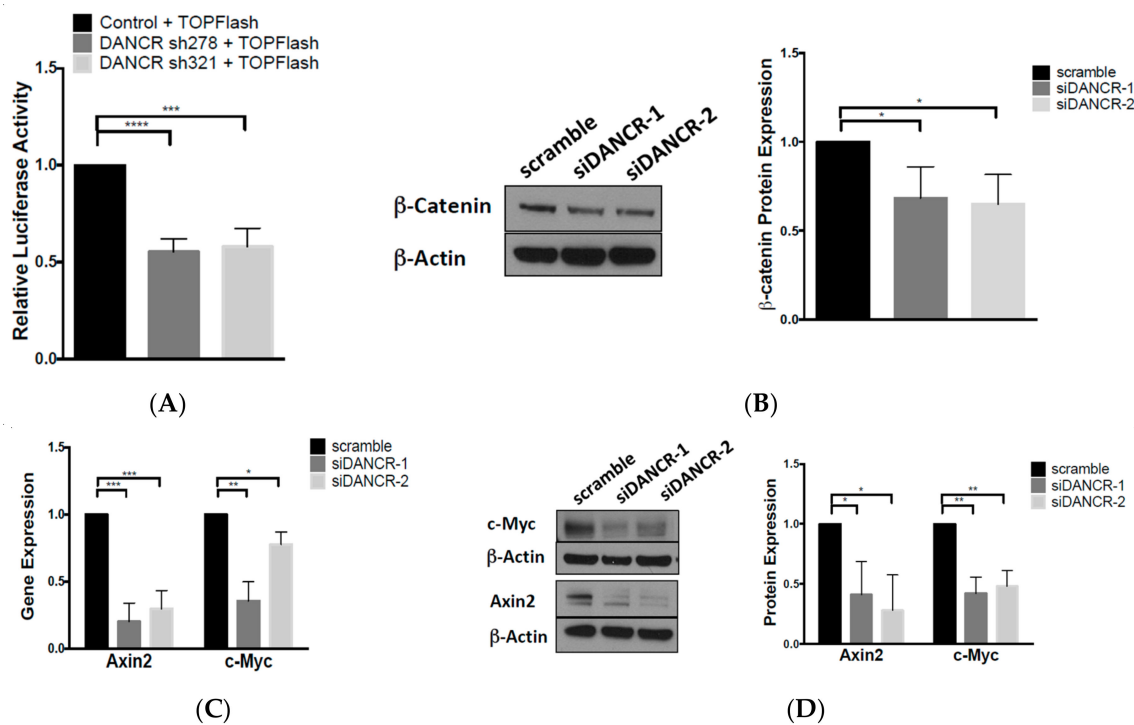 Control + TOPFlash
DANCR sh278 + TOPFlash
DANCR sh321 + TOPFlash
Relative Luciferase Activity
1.5
1.0
0.5
0.0
***
****
(A)
scramble
siDANCR-1
siDANCR-2
β-Catenin
β-Actin
β-catenin Protein Expression
1.5
1.0
0.5
0.0
*
*
scramble
siDANCR-1
siDANCR-2
(B)
Gene Expression
1.5
1.0
0.5
0.0
***
***
*
**
scramble
siDANCR-1
siDANCR-2
Axin2
c-Myc
(C)
scramble
siDANCR-1
siDANCR-2
c-Myc
β-Actin
Axin2
β-Actin
Protein Expression
1.5
1.0
0.5
0.0
*
*
**
**
scramble
siDANCR-1
siDANCR-2
Axin2
c-Myc
(D)